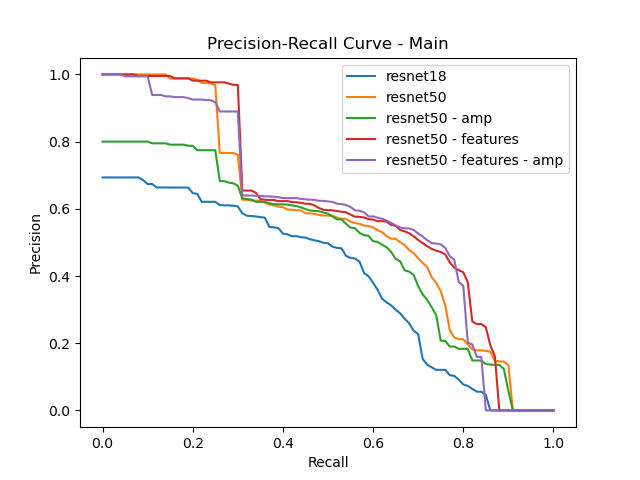 Precision-Recall Curve - Main
1.0
0.8
0.6
0.4
0.2
0.0
Precision
resnet18
resnet50
resnet50 - amp
resnet50 - features
resnet50 - features - amp
0.0 0.2 0.4 0.6 0.8 1.0
Recall